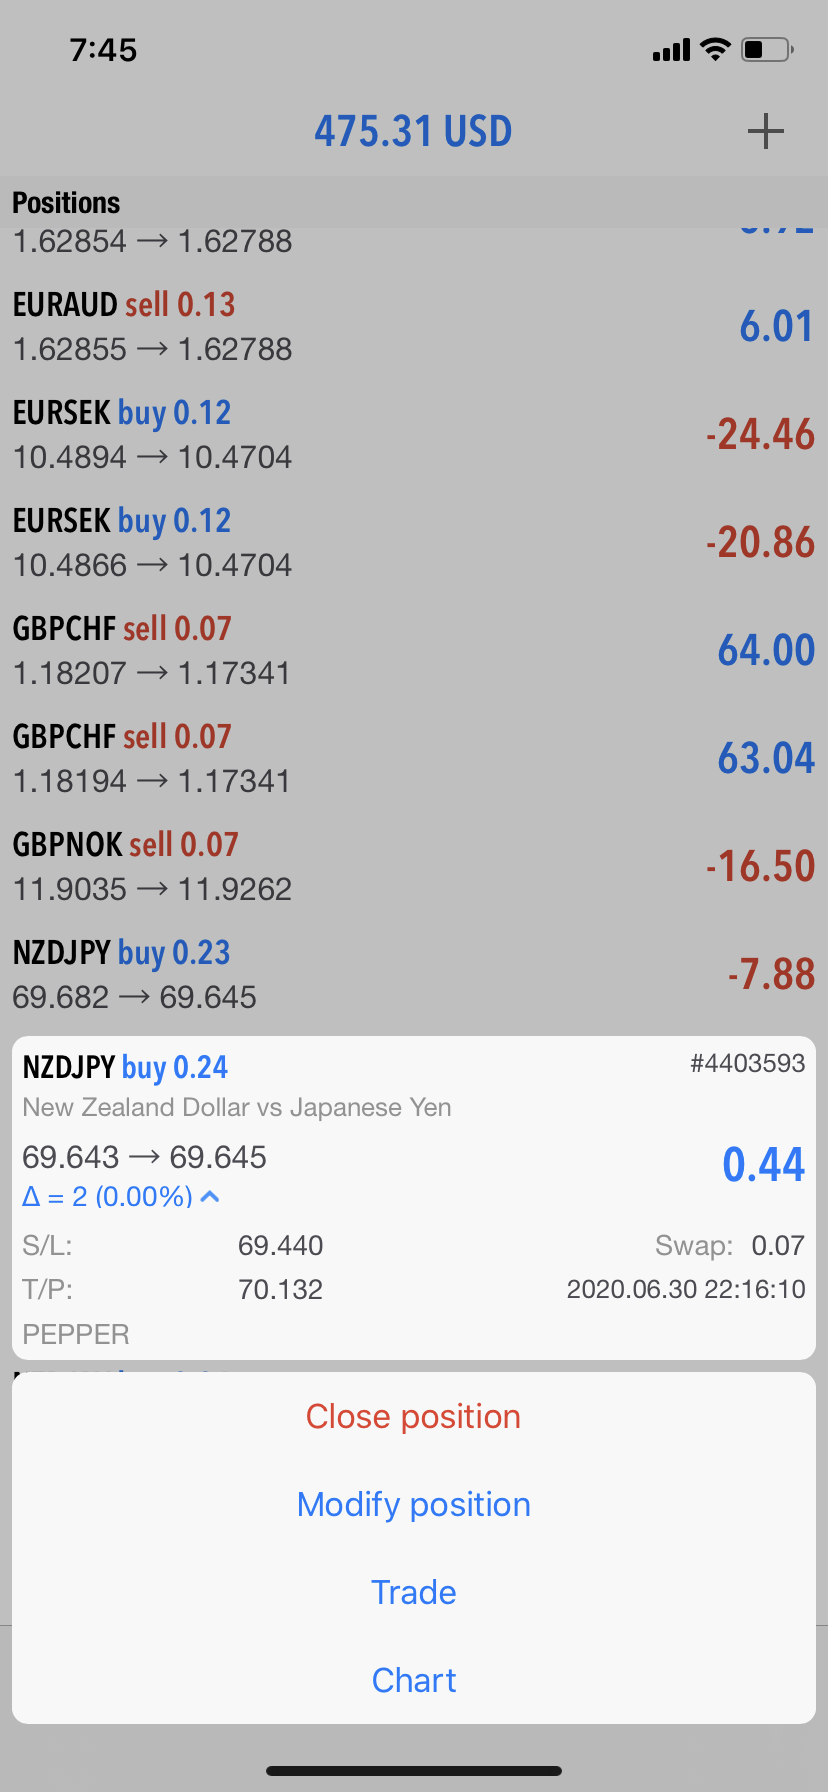 7:45
475.31 USD
Positions
1.62854 → 1.62788
EURAUD sell 0.13
1.62855 → 1.62788 6.01
EURSEK buy 0.12
10.4894 → 10.4704 -24.46
EURSEK buy 0.12
10.4866 → 10.4704 -20.86
GBPCHF sell 0.07
1.18207 → 1.17341 64.00
GBPCHF sell 0.07
1.18194 → 1.17341 63.04
GBPNOK sell 0.07
11.9035 → 11.9262 -16.50
NZDJPY buy 0.23
69.682 → 69.645 -7.88
NZDJPY buy 0.24 #4403593
New Zealand Dollar vs Japanese Yen
69.643 → 69.645 0.44
Δ = 2 (0.00%)
S/L: 69.440 Swap: 0.07
T/P: 70.132 2020.06.30 22:16:10
PEPPER
Close position
Modify position
Trade
Chart